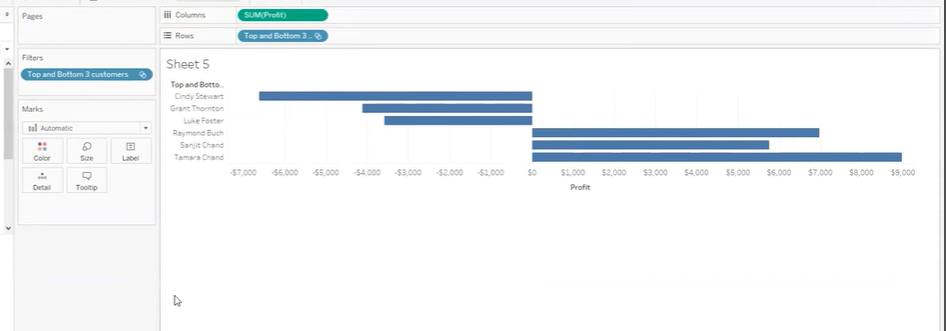 Pages
Columns
SUM(Profit)
Rows
Top and Bottom 3 ..
Filters
Top and Bottom 3 customers
Marks
Automatic
Color
Size
Label
Detail
Tooltip
Sheet 5
Top and Botto..
Cindy Stewart
Grant Thornton
Luke Foster
Raymond Buch
Sanjit Chand
Tamara Chand
-$7,000 -$6,000 -$5,000 -$4,000 -$3,000 -$2,000 -$1,000 $0 $1,000 $2,000 $3,000 $4,000 $5,000 $6,000 $7,000 $8,000 $9,000
Profit